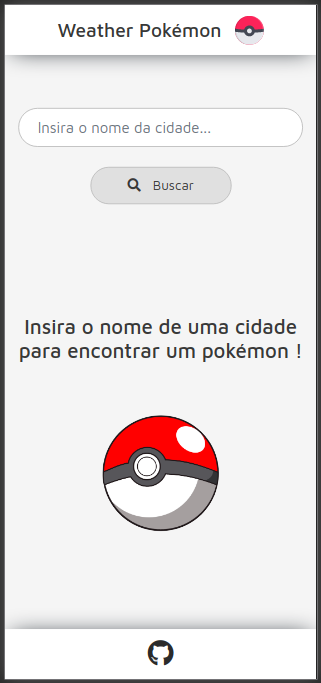 Weather Pokémon
Insira o nome da cidade...
Buscar
Insira o nome de uma cidade
para encontrar um pokémon !